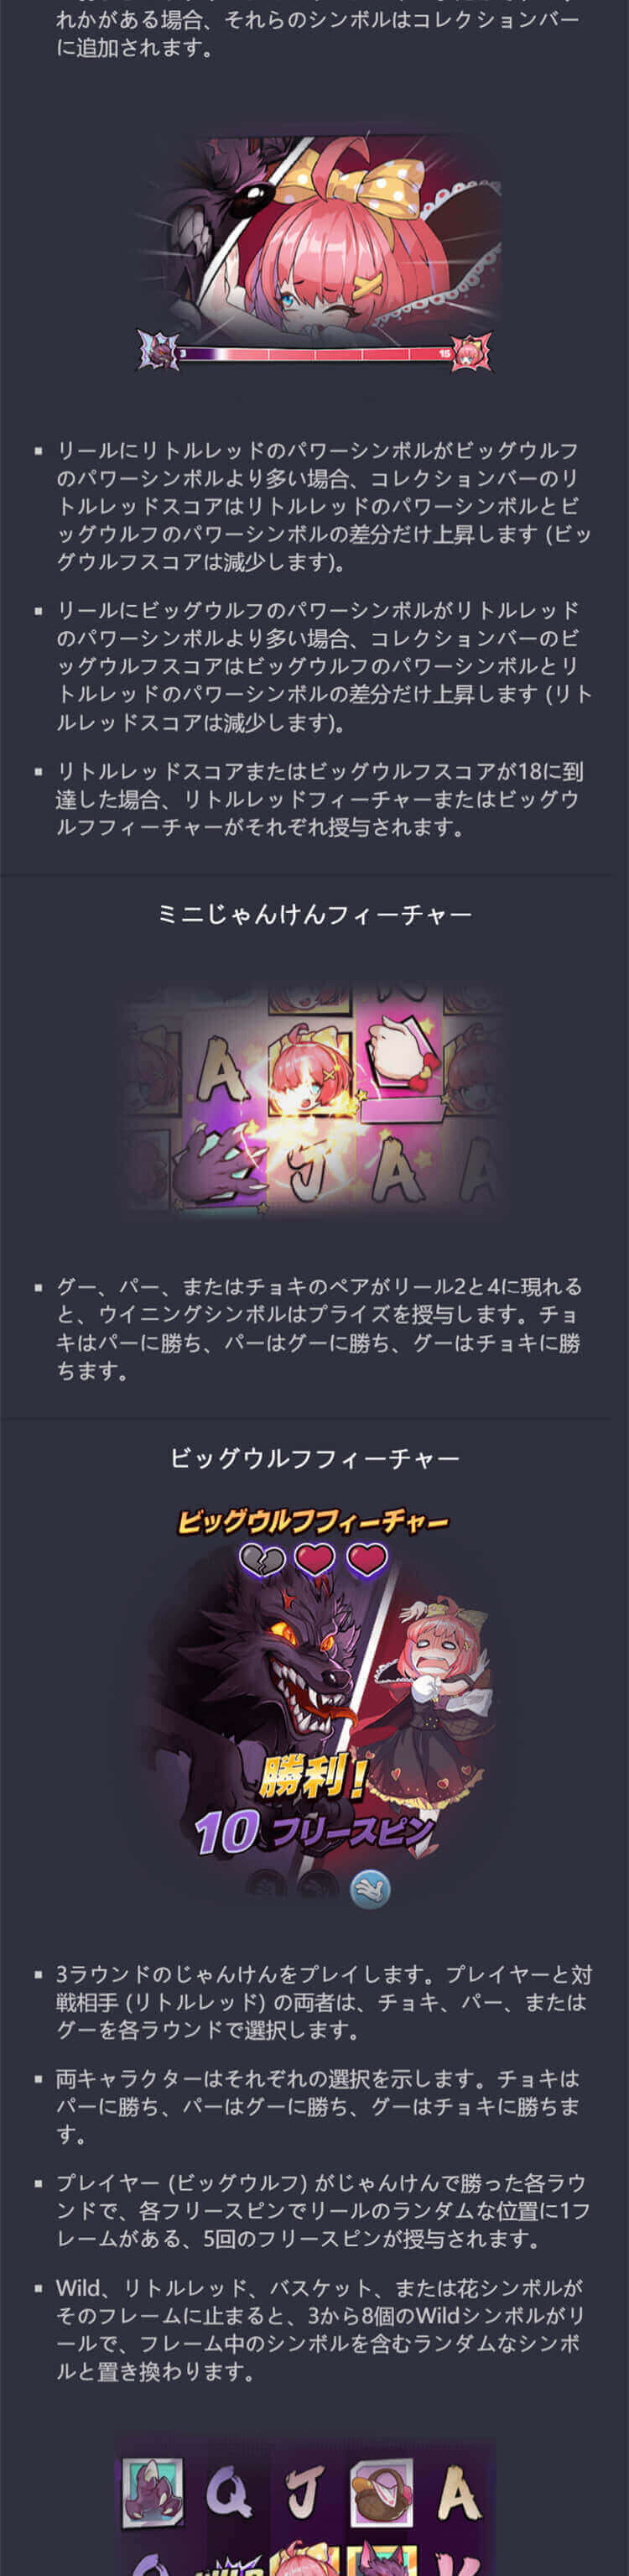 れかがある場合、それらのシンボルはコレクションバー
に追加されます。
3
15
リールにリトルレッドのパワーシンボルがビッグウルフ
のパワーシンボルより多い場合、コレクションバーのリ
トルレッドスコアはリトルレッドのパワーシンボルとビ
ッグウルフのパワーシンボルの差分だけ上昇します (ビッ
グウルフスコアは減少します)。
リールにビッグウルフのパワーシンボルがリトルレッド
のパワーシンボルより多い場合、コレクションバーのビ
ッグウルフスコアはビッグウルフのパワーシンボルとリ
トルレッドのパワーシンボルの差分だけ上昇します (リト
ルレッドスコアは減少します)。
リトルレッドスコアまたはビッグウルフスコアが18に到
達した場合、リトルレッドフィーチャーまたはビッグウ
ルフフィーチャーがそれぞれ授与されます。
ミニじゃんけんフィーチャー
A
J A A
グー、パー、またはチョキのペアがリール2と4に現れる
と、ウイニングシンボルはプライズを授与します。チョ
キはパーに勝ち、パーはグーに勝ち、グーはチョキに勝
ちます。
ビッグウルフフィーチャー
ビッグウルフフィーチャー
勝利!
10 フリースピン
3ラウンドのじゃんけんをプレイします。プレイヤーと対
戦相手 (リトルレッド) の両者は、チョキ、パー、または
グーを各ラウンドで選択します。
両キャラクターはそれぞれの選択を示します。チョキは
パーに勝ち、パーはグーに勝ち、グーはチョキに勝ちま
す。
プレイヤー (ビッグウルフ) がじゃんけんで勝った各ラウ
ンドで、各フリースピンでリールのランダムな位置に1フ
レームがある、5回のフリースピンが授与されます。
Wild、リトルレッド、バスケット、または花シンボルが
そのフレームに止まると、3から8個のWildシンボルがリ
ールで、フレーム中のシンボルを含むランダムなシンボ
ルと置き換わります。
Q J A